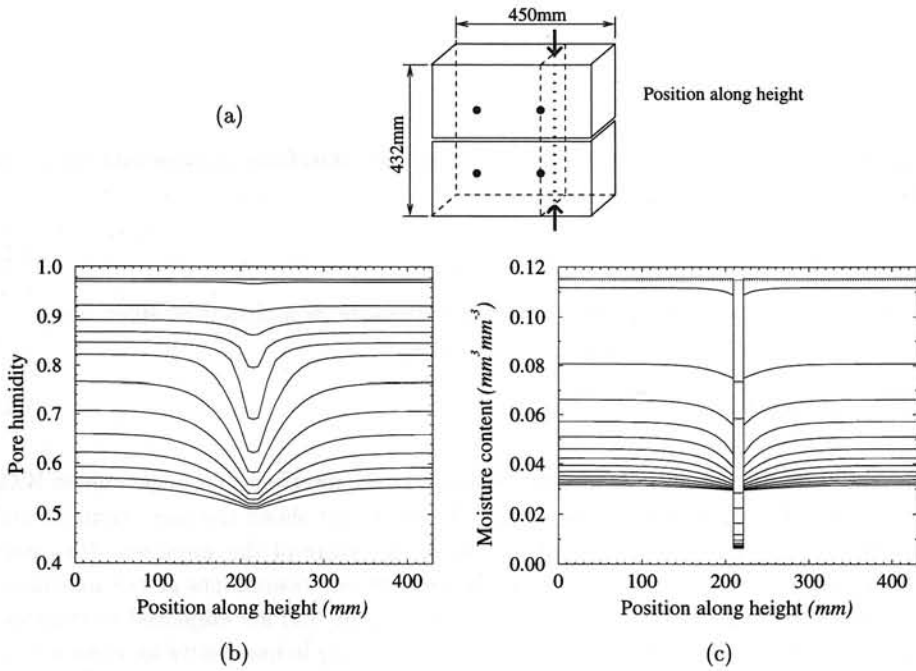 450mm
(a)
432mm
Position along height
1.0
0.9
0.8
0.7
0.6
0.5
0.4
Pore humidity
0
100
200
300
400
Position along height (mm)
(b)
0.12
0.10
0.08
0.06
0.04
0.02
0.00
Moisture content (mm³ mm⁻³)
0
100
200
300
400
Position along height (mm)
(c)